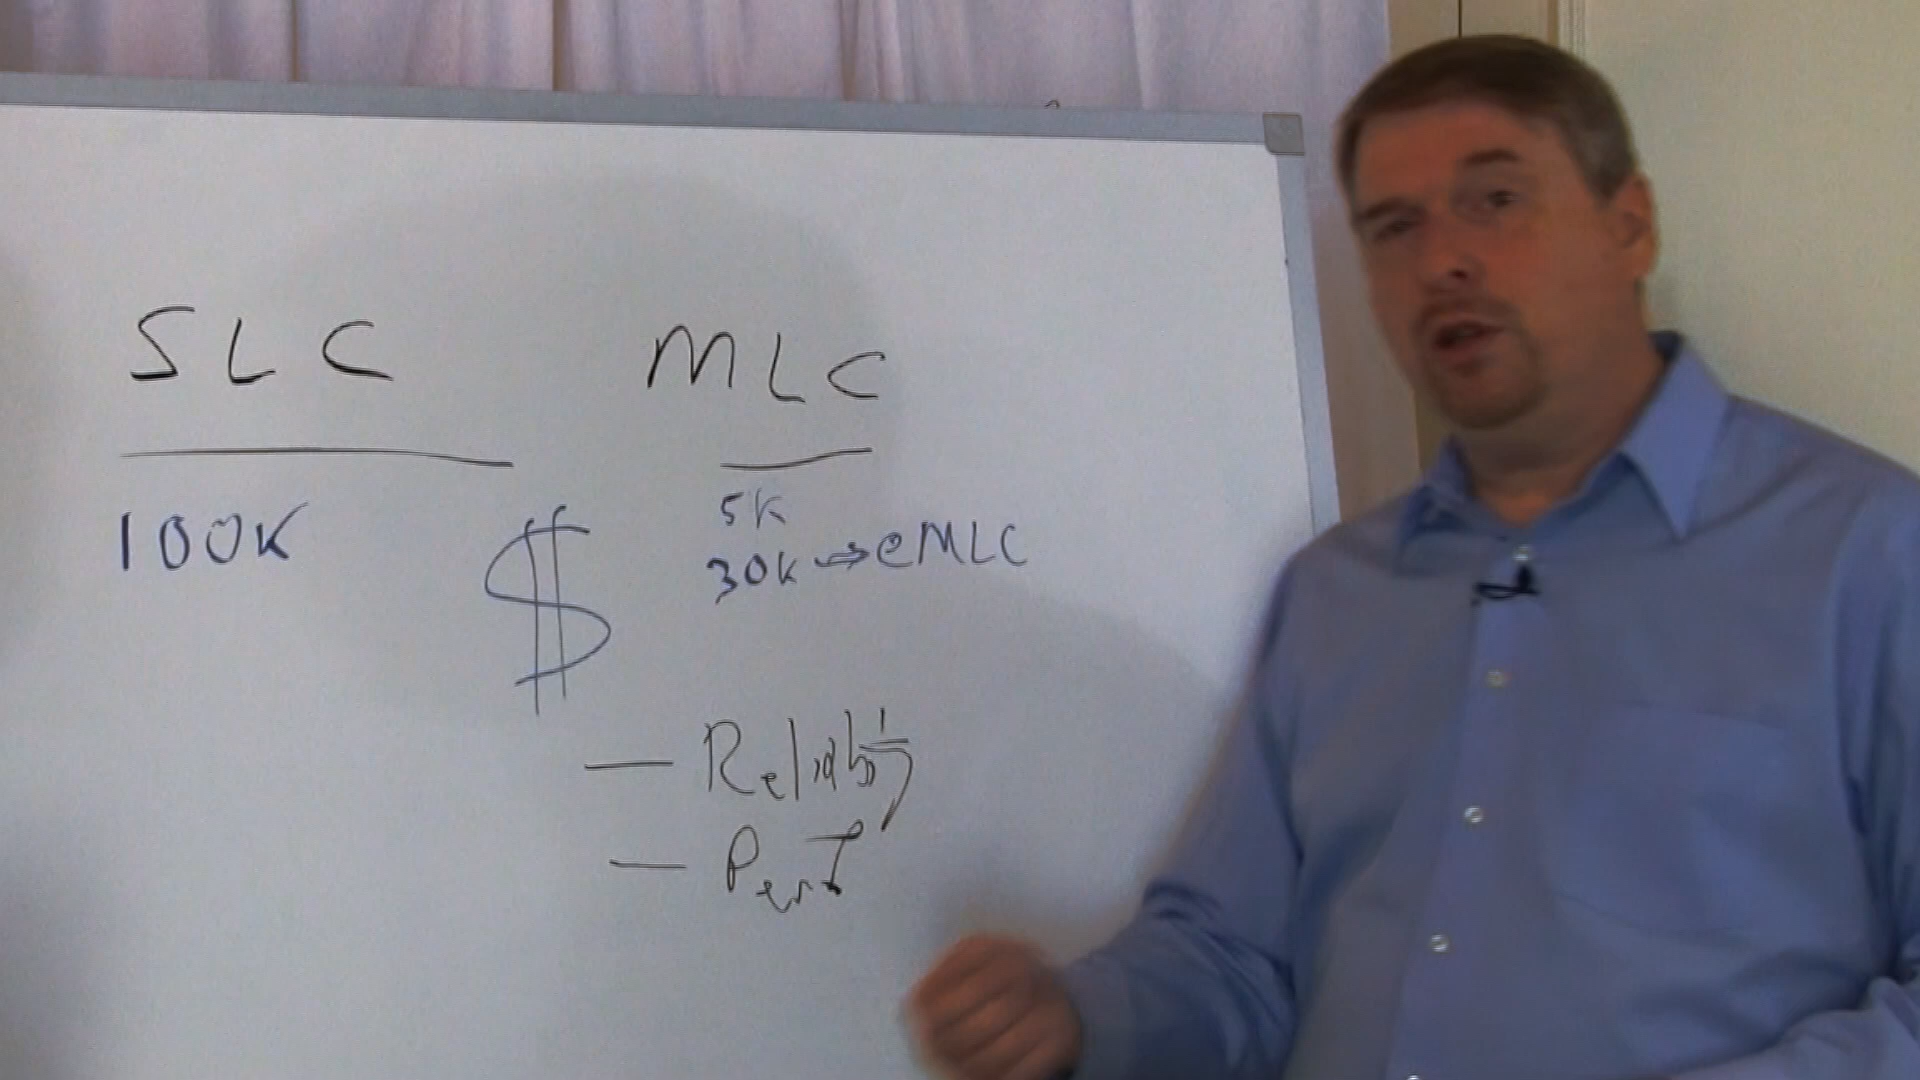 SLC MLC
100K $ 5K
30K → eMLC
— Reliability
— Perf